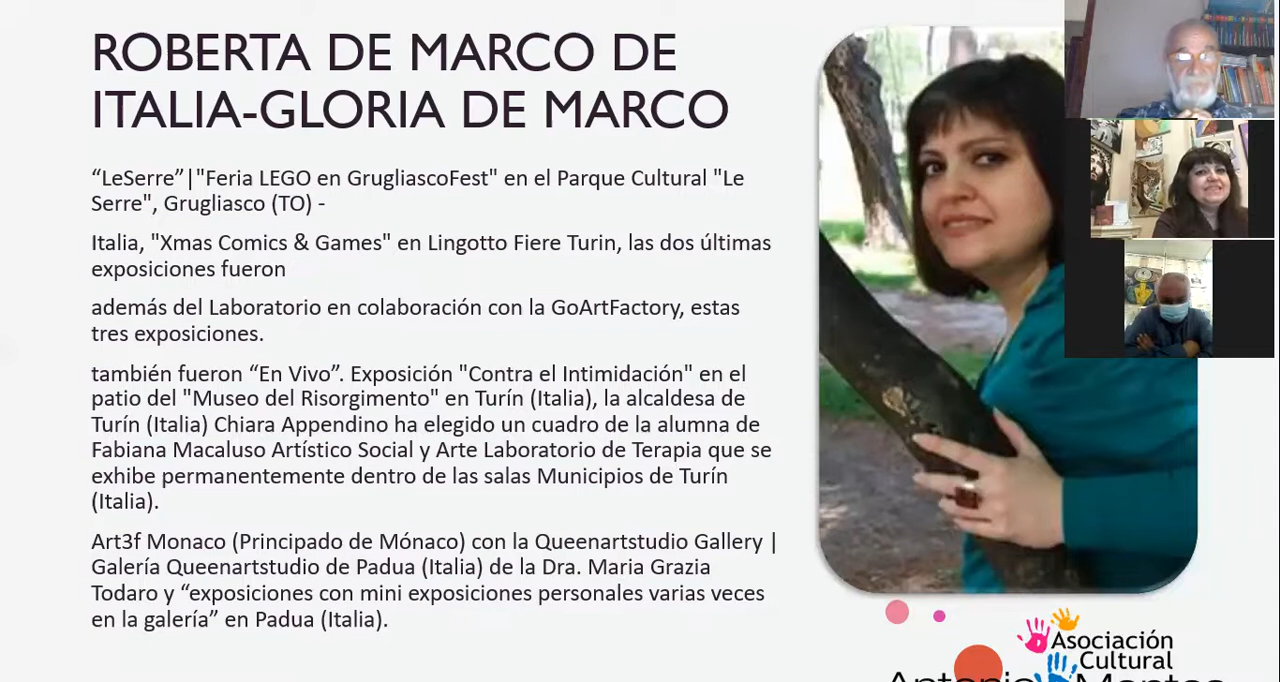 ROBERTA DE MARCO DE
ITALIA-GLORIA DE MARCO
“LeSerre”|"Feria LEGO en GrugliascoFest" en el Parque Cultural "Le
Serre", Grugliasco (TO) -
Italia, "Xmas Comics & Games" en Lingotto Fiere Turin, las dos últimas
exposiciones fueron
además del Laboratorio en colaboración con la GoArtFactory, estas
tres exposiciones.
también fueron “En Vivo”. Exposición "Contra el Intimidación" en el
patio del "Museo del Risorgimento" en Turín (Italia), la alcaldesa de
Turín (Italia) Chiara Appendino ha elegido un cuadro de la alumna de
Fabiana Macaluso Artístico Social y Arte Laboratorio de Terapia que se
exhibe permanentemente dentro de las salas Municipios de Turín
(Italia).
Art3f Monaco (Principado de Mónaco) con la Queenartstudio Gallery |
Galería Queenartstudio de Padua (Italia) de la Dra. Maria Grazia
Todaro y “exposiciones con mini exposiciones personales varias veces
en la galería” en Padua (Italia).
Asociación
Cultural